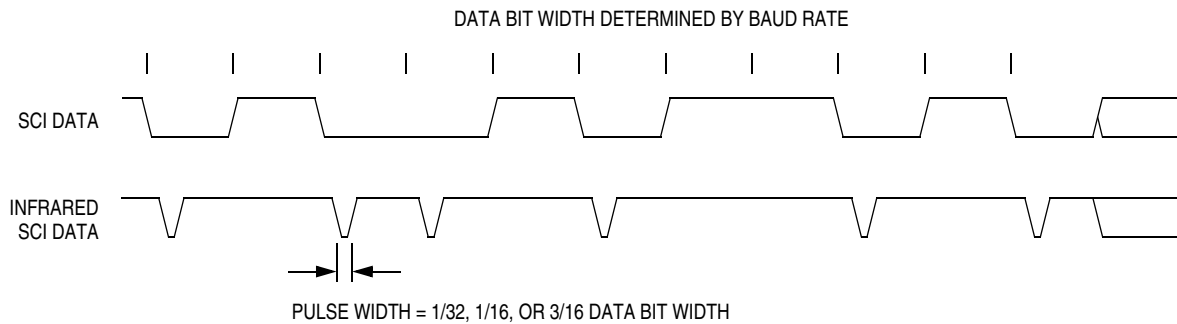 DATA BIT WIDTH DETERMINED BY BAUD RATE
SCI DATA
INFRARED
SCI DATA
PULSE WIDTH = 1/32, 1/16, OR 3/16 DATA BIT WIDTH